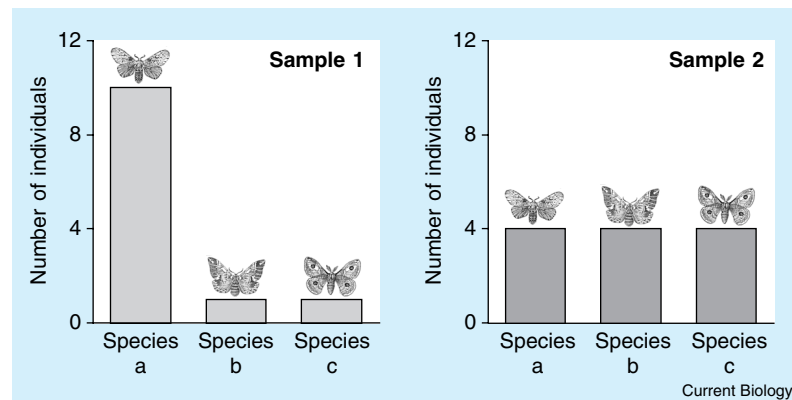 12
8
4
0
Number of individuals
Sample 1
Species
a
Species
b
Species
c
12
8
4
0
Number of individuals
Sample 2
Species
a
Species
b
Species
c
Current Biology